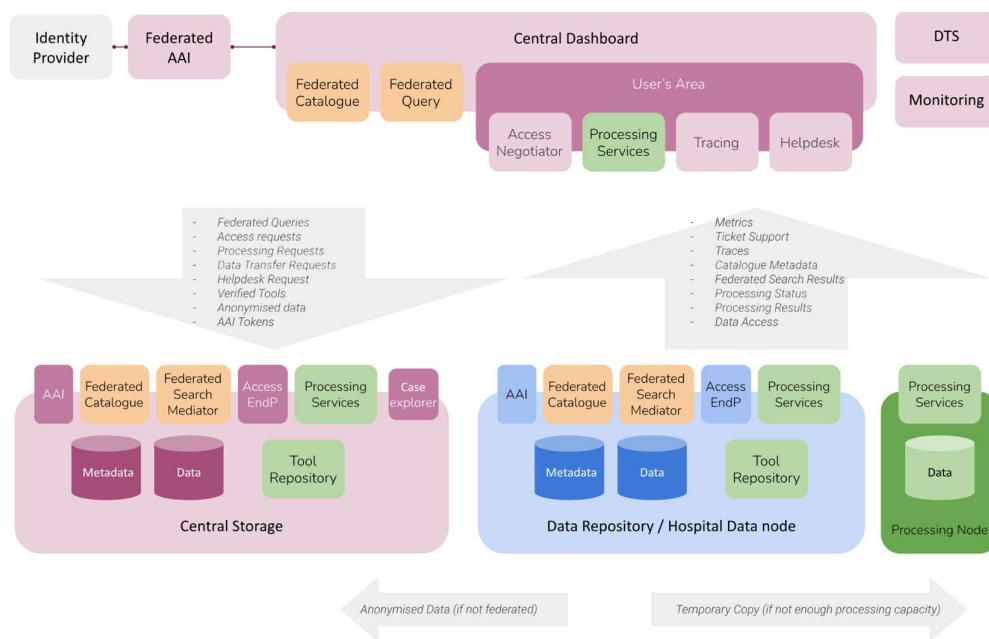 Identity
Provider
Federated
AAI
Central Dashboard
DTS
Monitoring
Federated
Catalogue
Federated
Query
User's Area
Access
Negotiator
Processing
Services
Tracing
Helpdesk
- Federated Queries
- Access requests
- Processing Requests
- Data Transfer Requests
- Helpdesk Request
- Verified Tools
- Anonymised data
- AAI Tokens
- Metrics
- Ticket Support
- Traces
- Catalogue Metadata
- Federated Search Results
- Processing Status
- Processing Results
- Data Access
AAI
Federated
Catalogue
Federated
Search
Mediator
Access
EndP
Processing
Services
Case
explorer
Metadata
Data
Tool
Repository
Central Storage
AAI
Federated
Catalogue
Federated
Search
Mediator
Access
EndP
Processing
Services
Metadata
Data
Tool
Repository
Data Repository / Hospital Data node
Processing
Services
Data
Processing Node
Anonymised Data (if not federated)
Temporary Copy (if not enough processing capacity)